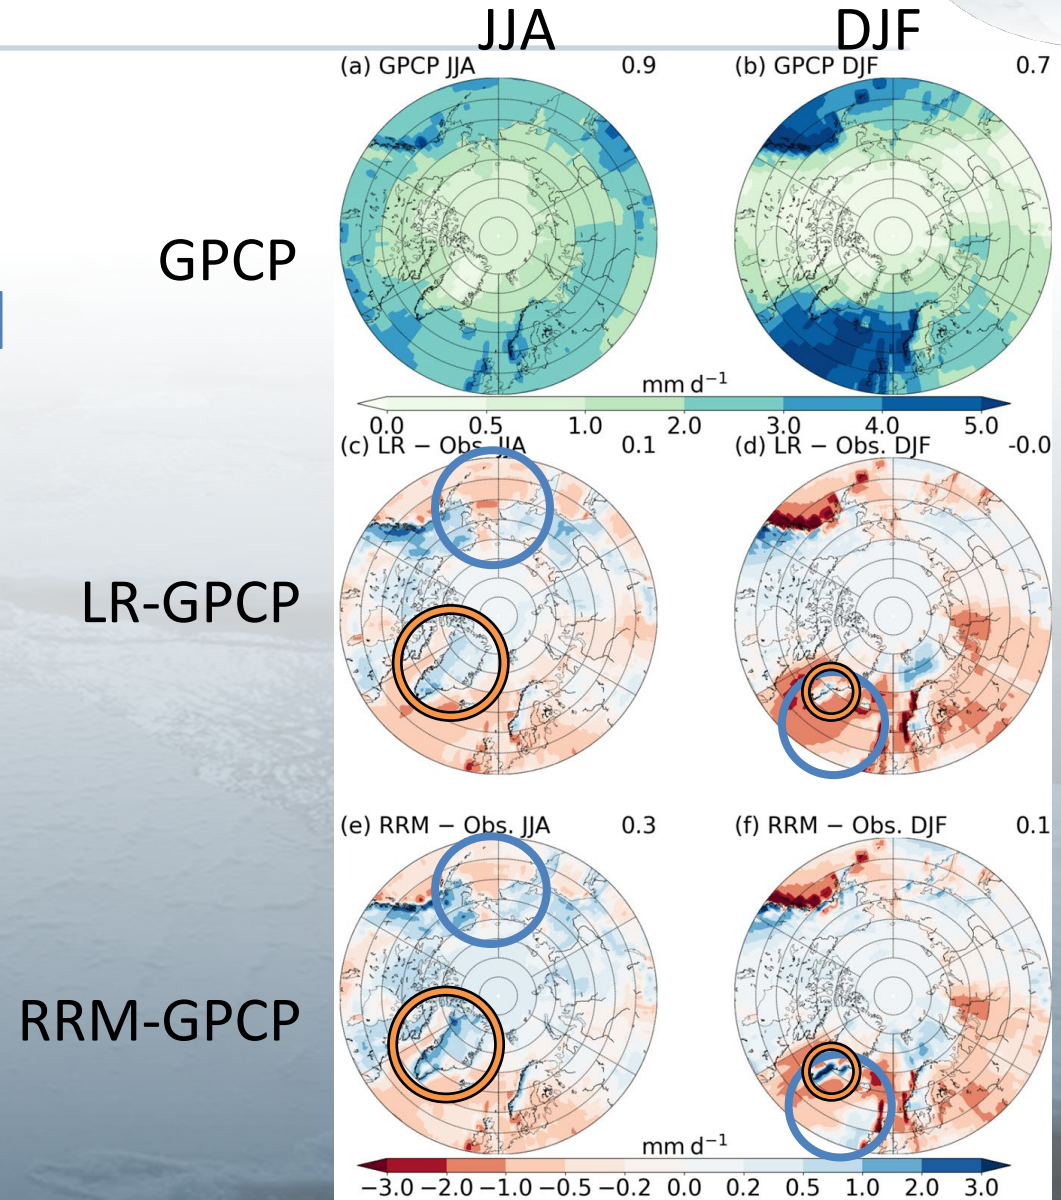 JJA DJF
(a) GPCP JJA 0.9 (b) GPCP DJF 0.7
GPCP
mm d⁻¹
0.0 0.5 1.0 2.0 3.0 4.0 5.0
(c) LR − Obs. JJA 0.1 (d) LR − Obs. DJF -0.0
LR-GPCP
(e) RRM − Obs. JJA 0.3 (f) RRM − Obs. DJF 0.1
RRM-GPCP
mm d⁻¹
−3.0 −2.0 −1.0 −0.5 −0.2 0.0 0.2 0.5 1.0 2.0 3.0